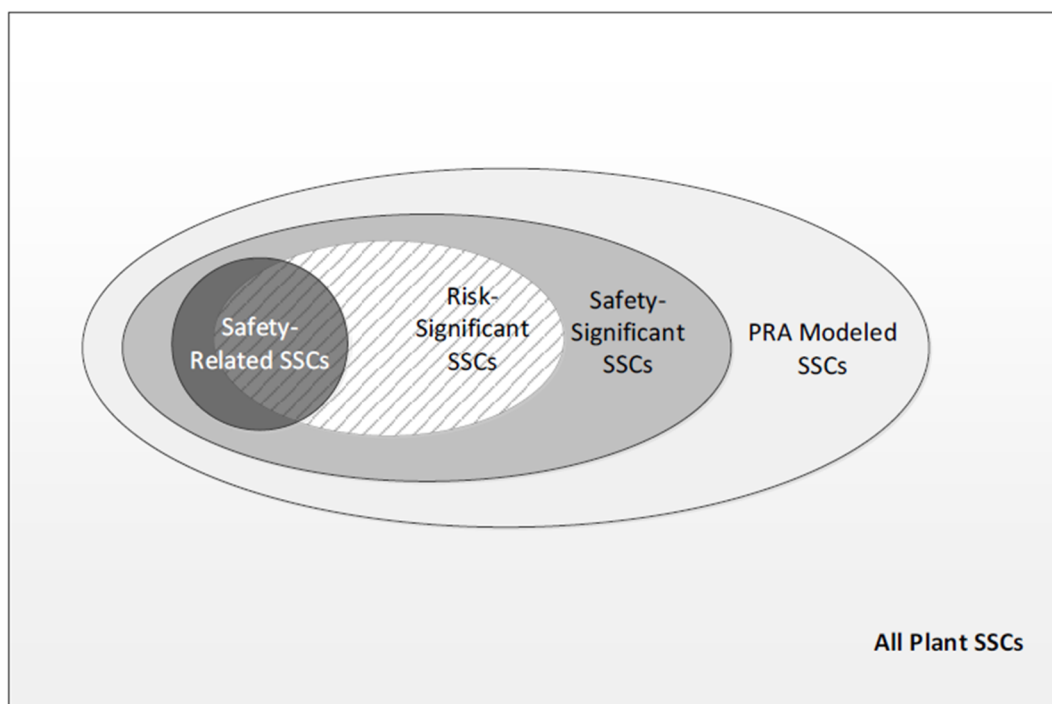 Safety-
Related SSCs
Risk-
Significant
SSCs
Safety-
Significant
SSCs
PRA Modeled
SSCs
All Plant SSCs